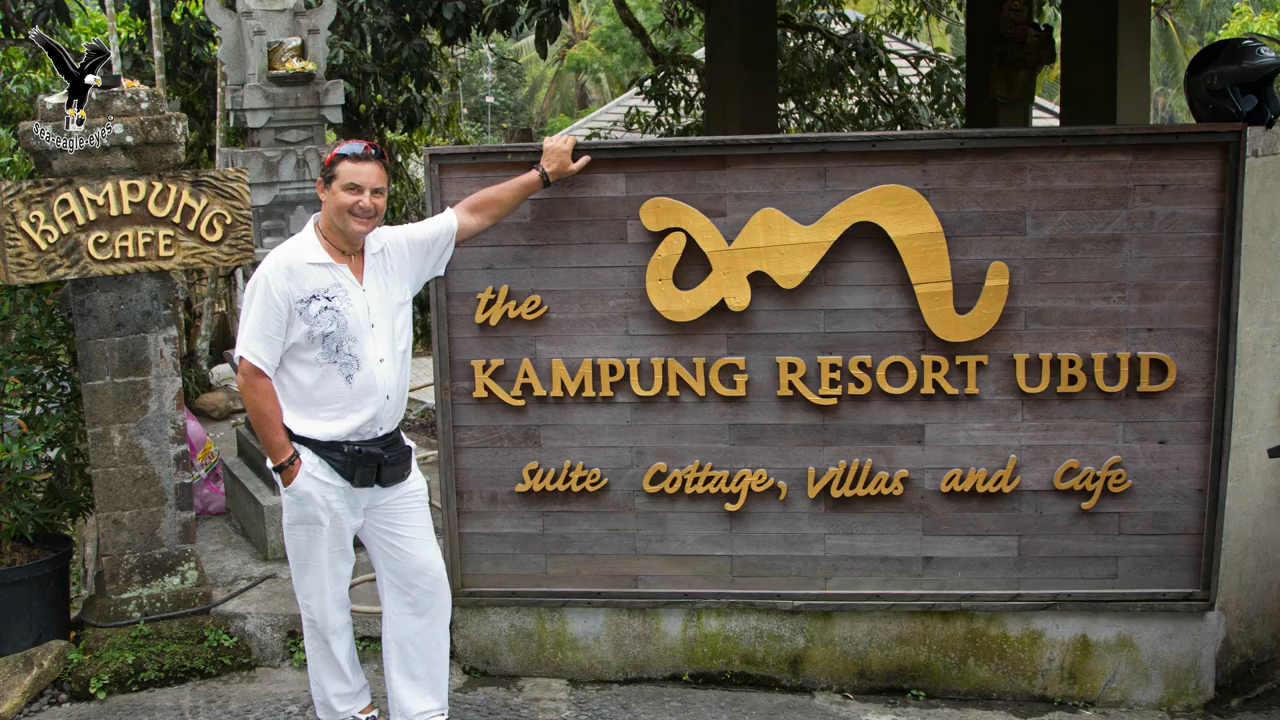 sea-eagle-eyes
KAMPUNG
CAFE
the
KAMPUNG RESORT UBUD
Suite Cottage, Villas and Cafe